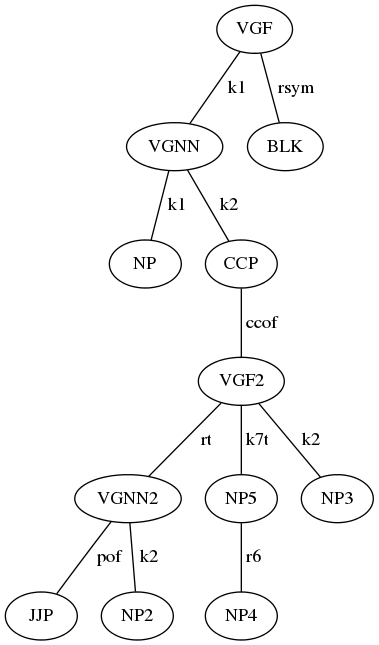 VGF
k1 rsym
VGNN BLK
k1 k2
NP CCP
ccof
VGF2
rt k7t k2
VGNN2 NP5 NP3
pof k2 r6
JJP NP2 NP4